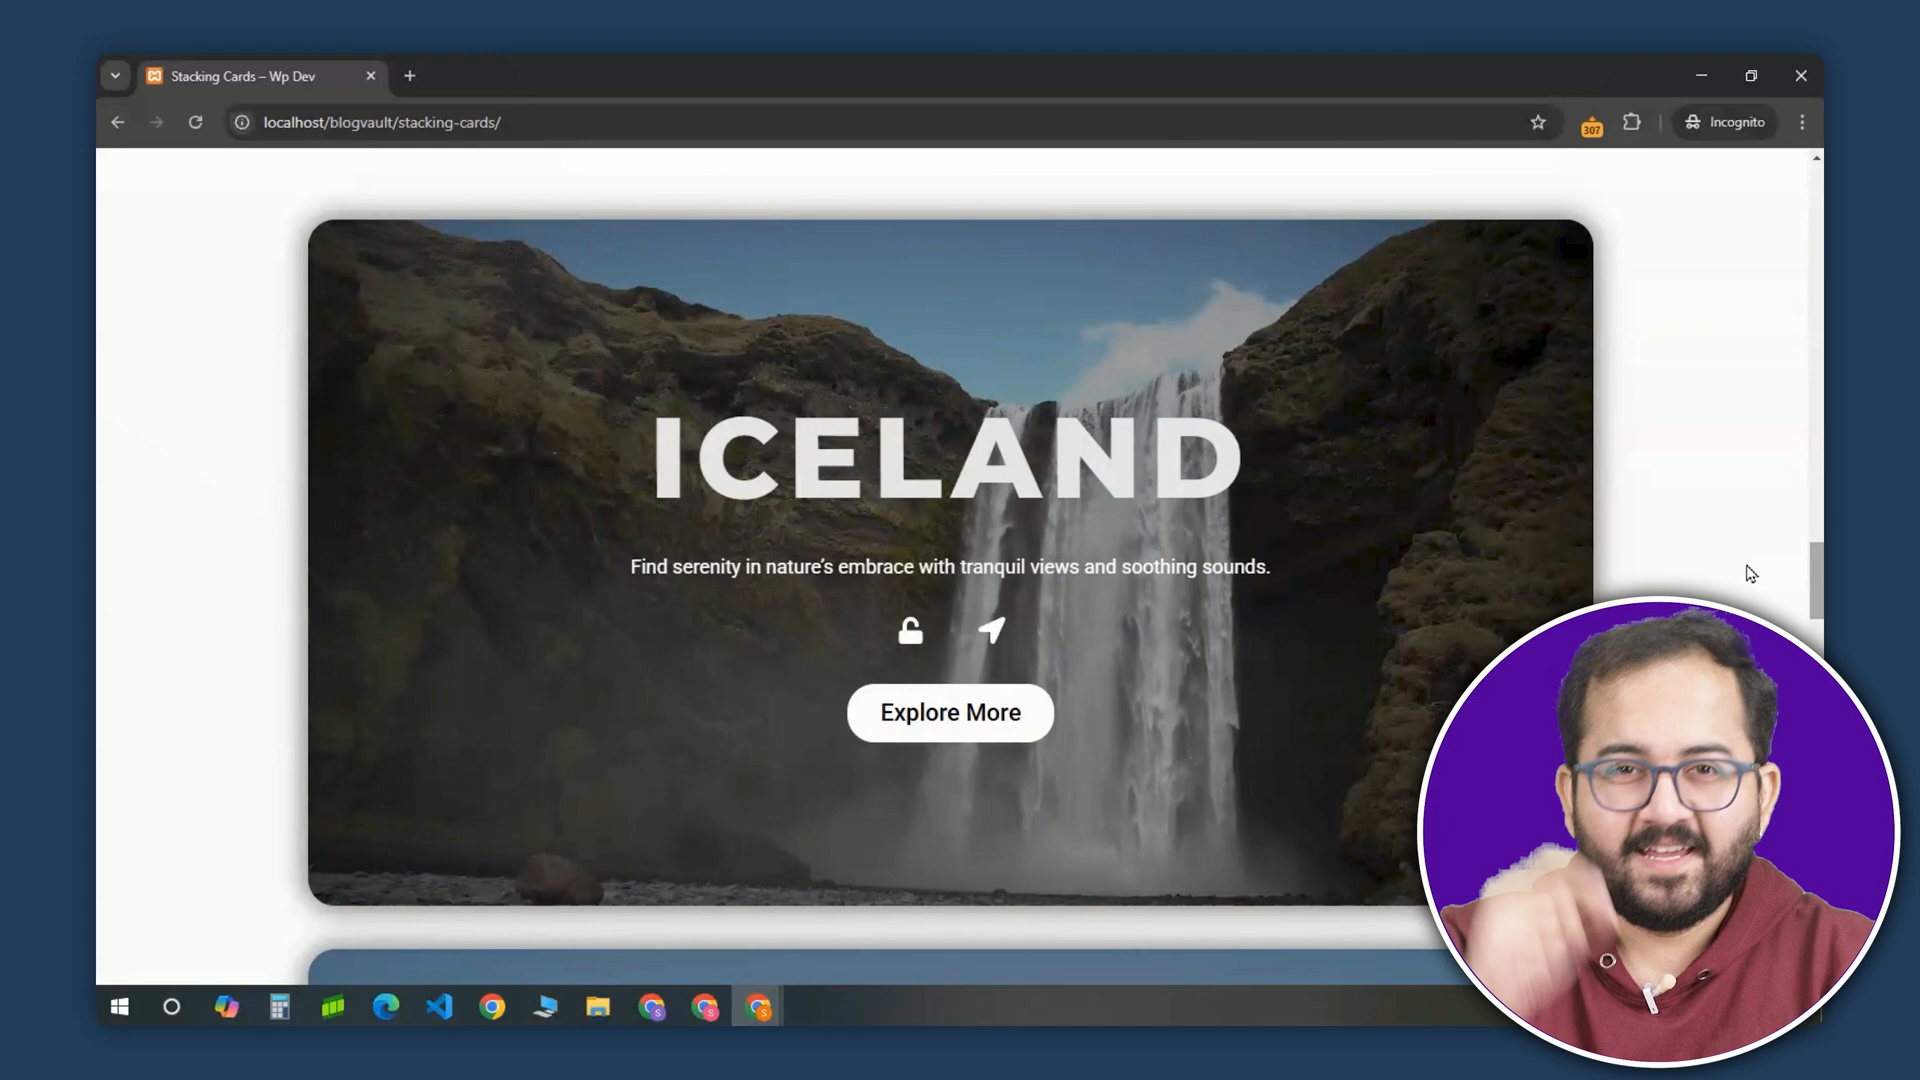 Stacking Cards – Wp Dev
localhost/blogvault/stacking-cards/
307
Incognito
ICELAND
Find serenity in nature's embrace with tranquil views and soothing sounds.
Explore More
S
S
S